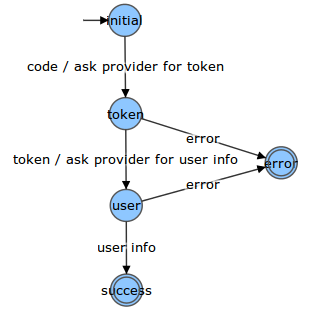 initial
code / ask provider for token
token
error
error
token / ask provider for user info
error
user
user info
success